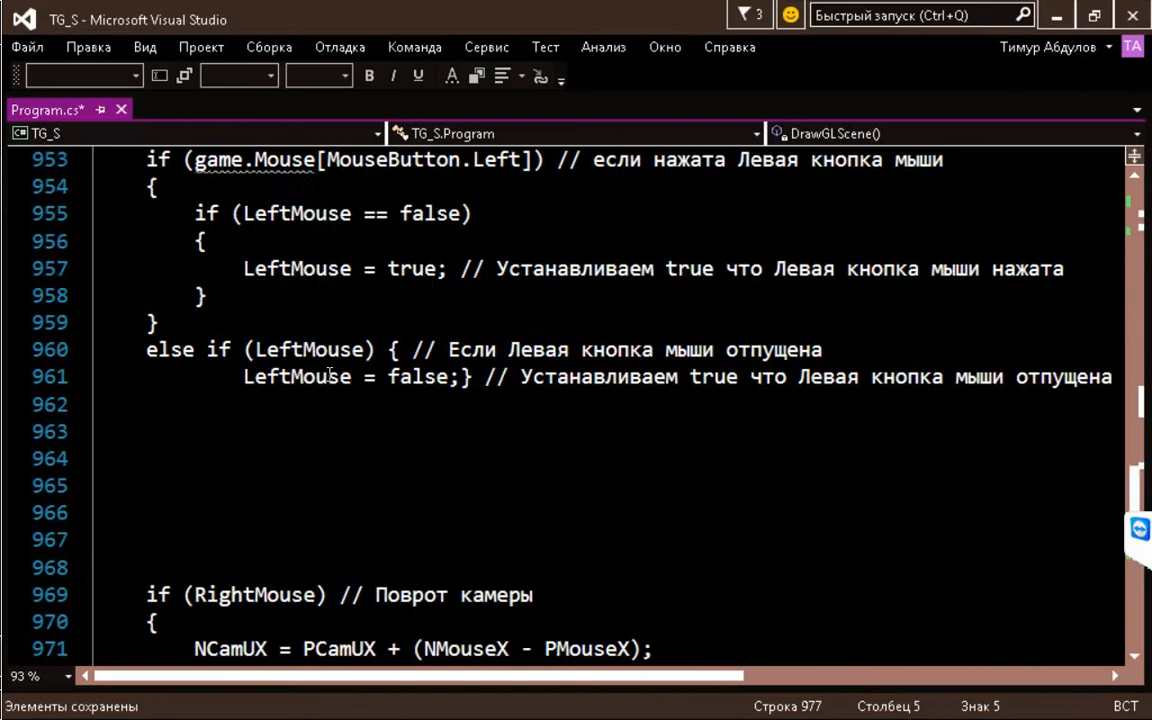 TG_S - Microsoft Visual Studio
3
Быстрый запуск (Ctrl+Q)
Файл Правка Вид Проект Сборка Отладка Команда Сервис Тест Анализ Окно Справка
Тимур Абдулов
ТА
B I U A
Program.cs*
TG_S
TG_S.Program
DrawGLScene()
953 if (game.Mouse[MouseButton.Left]) // если нажата Левая кнопка мыши
954 {
955 if (LeftMouse == false)
956 {
957 LeftMouse = true; // Устанавливаем true что Левая кнопка мыши нажата
958 }
959 }
960 else if (LeftMouse) { // Если Левая кнопка мыши отпущена
961 LeftMouse = false;} // Устанавливаем true что Левая кнопка мыши отпущена
962
963
964
965
966
967
968
969 if (RightMouse) // Поврот камеры
970 {
971 NCamUX = PCamUX + (NMouseX - PMouseX);
93 %
Элементы сохранены
Строка 977
Столбец 5
Знак 5
ВСТ